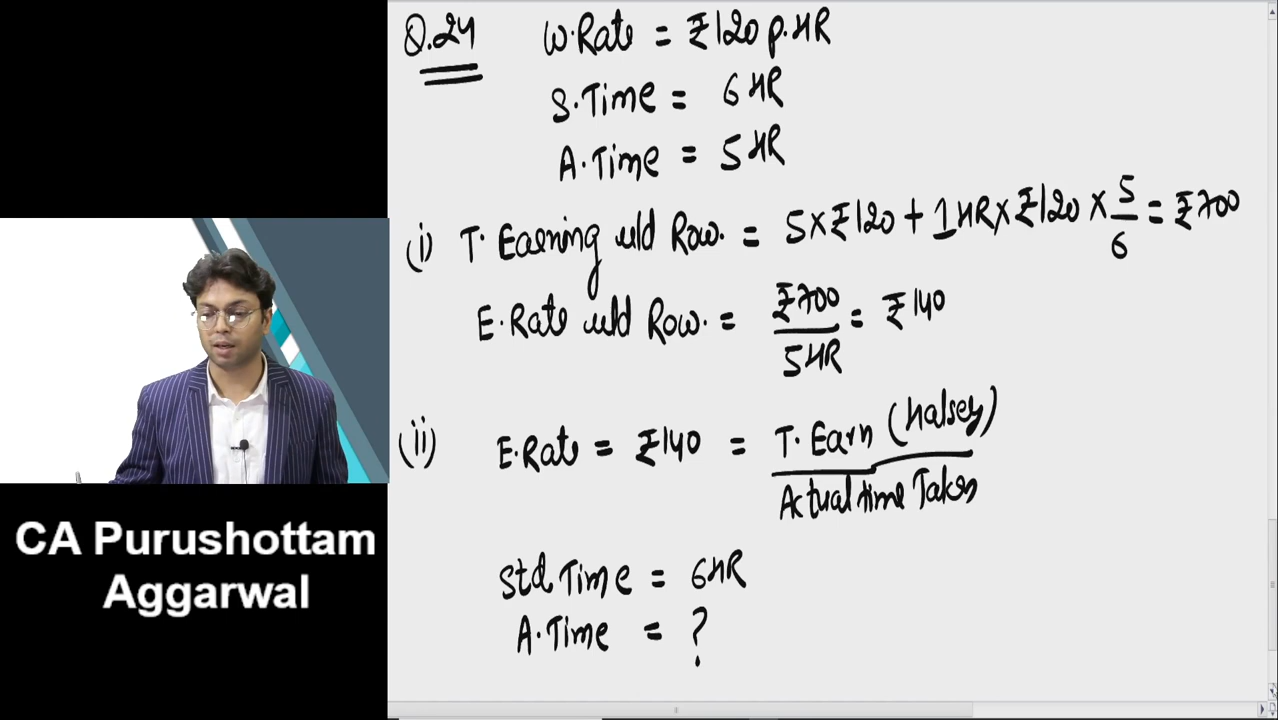 Q.24 W.Rate = ₹120 p.HR
S.Time = 6 HR
A.Time = 5 HR
(i) T. Earning u/d Row. = 5 × ₹120 + 1 HR × ₹120 × 5/6 = ₹700
E.Rate u/d Row. = ₹700/5 HR = ₹140
(ii) E.Rate = ₹140 = T. Earn (Halsey)/Actual time Taken
Std Time = 6 HR
A.Time = ?
CA Purushottam
Aggarwal